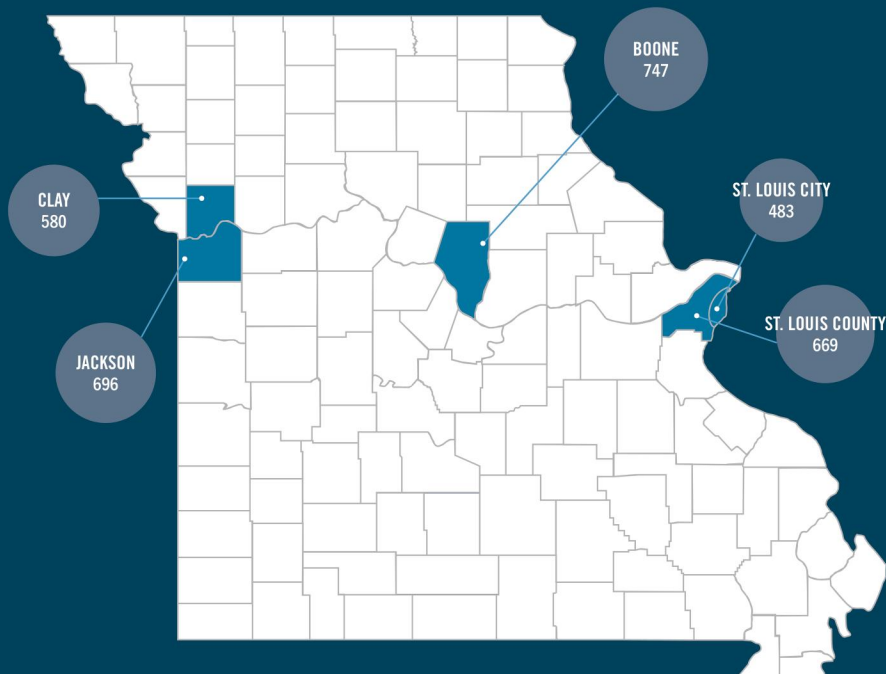 BOONE
747
CLAY
580
ST. LOUIS CITY
483
ST. LOUIS COUNTY
669
JACKSON
696